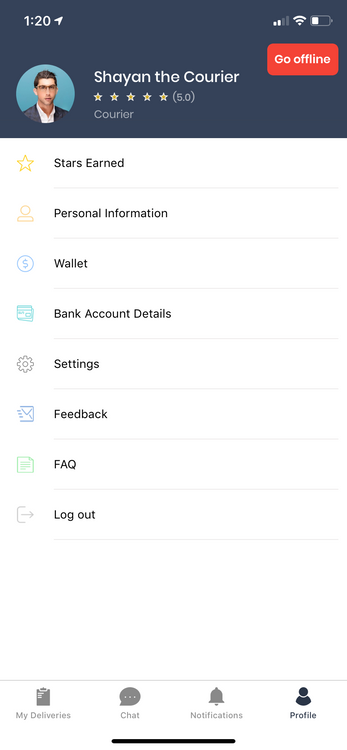 1:20
Go offline
Shayan the Courier
(5.0)
Courier
Stars Earned
Personal Information
Wallet
Bank Account Details
Settings
Feedback
FAQ
Log out
My Deliveries
Chat
Notifications
Profile